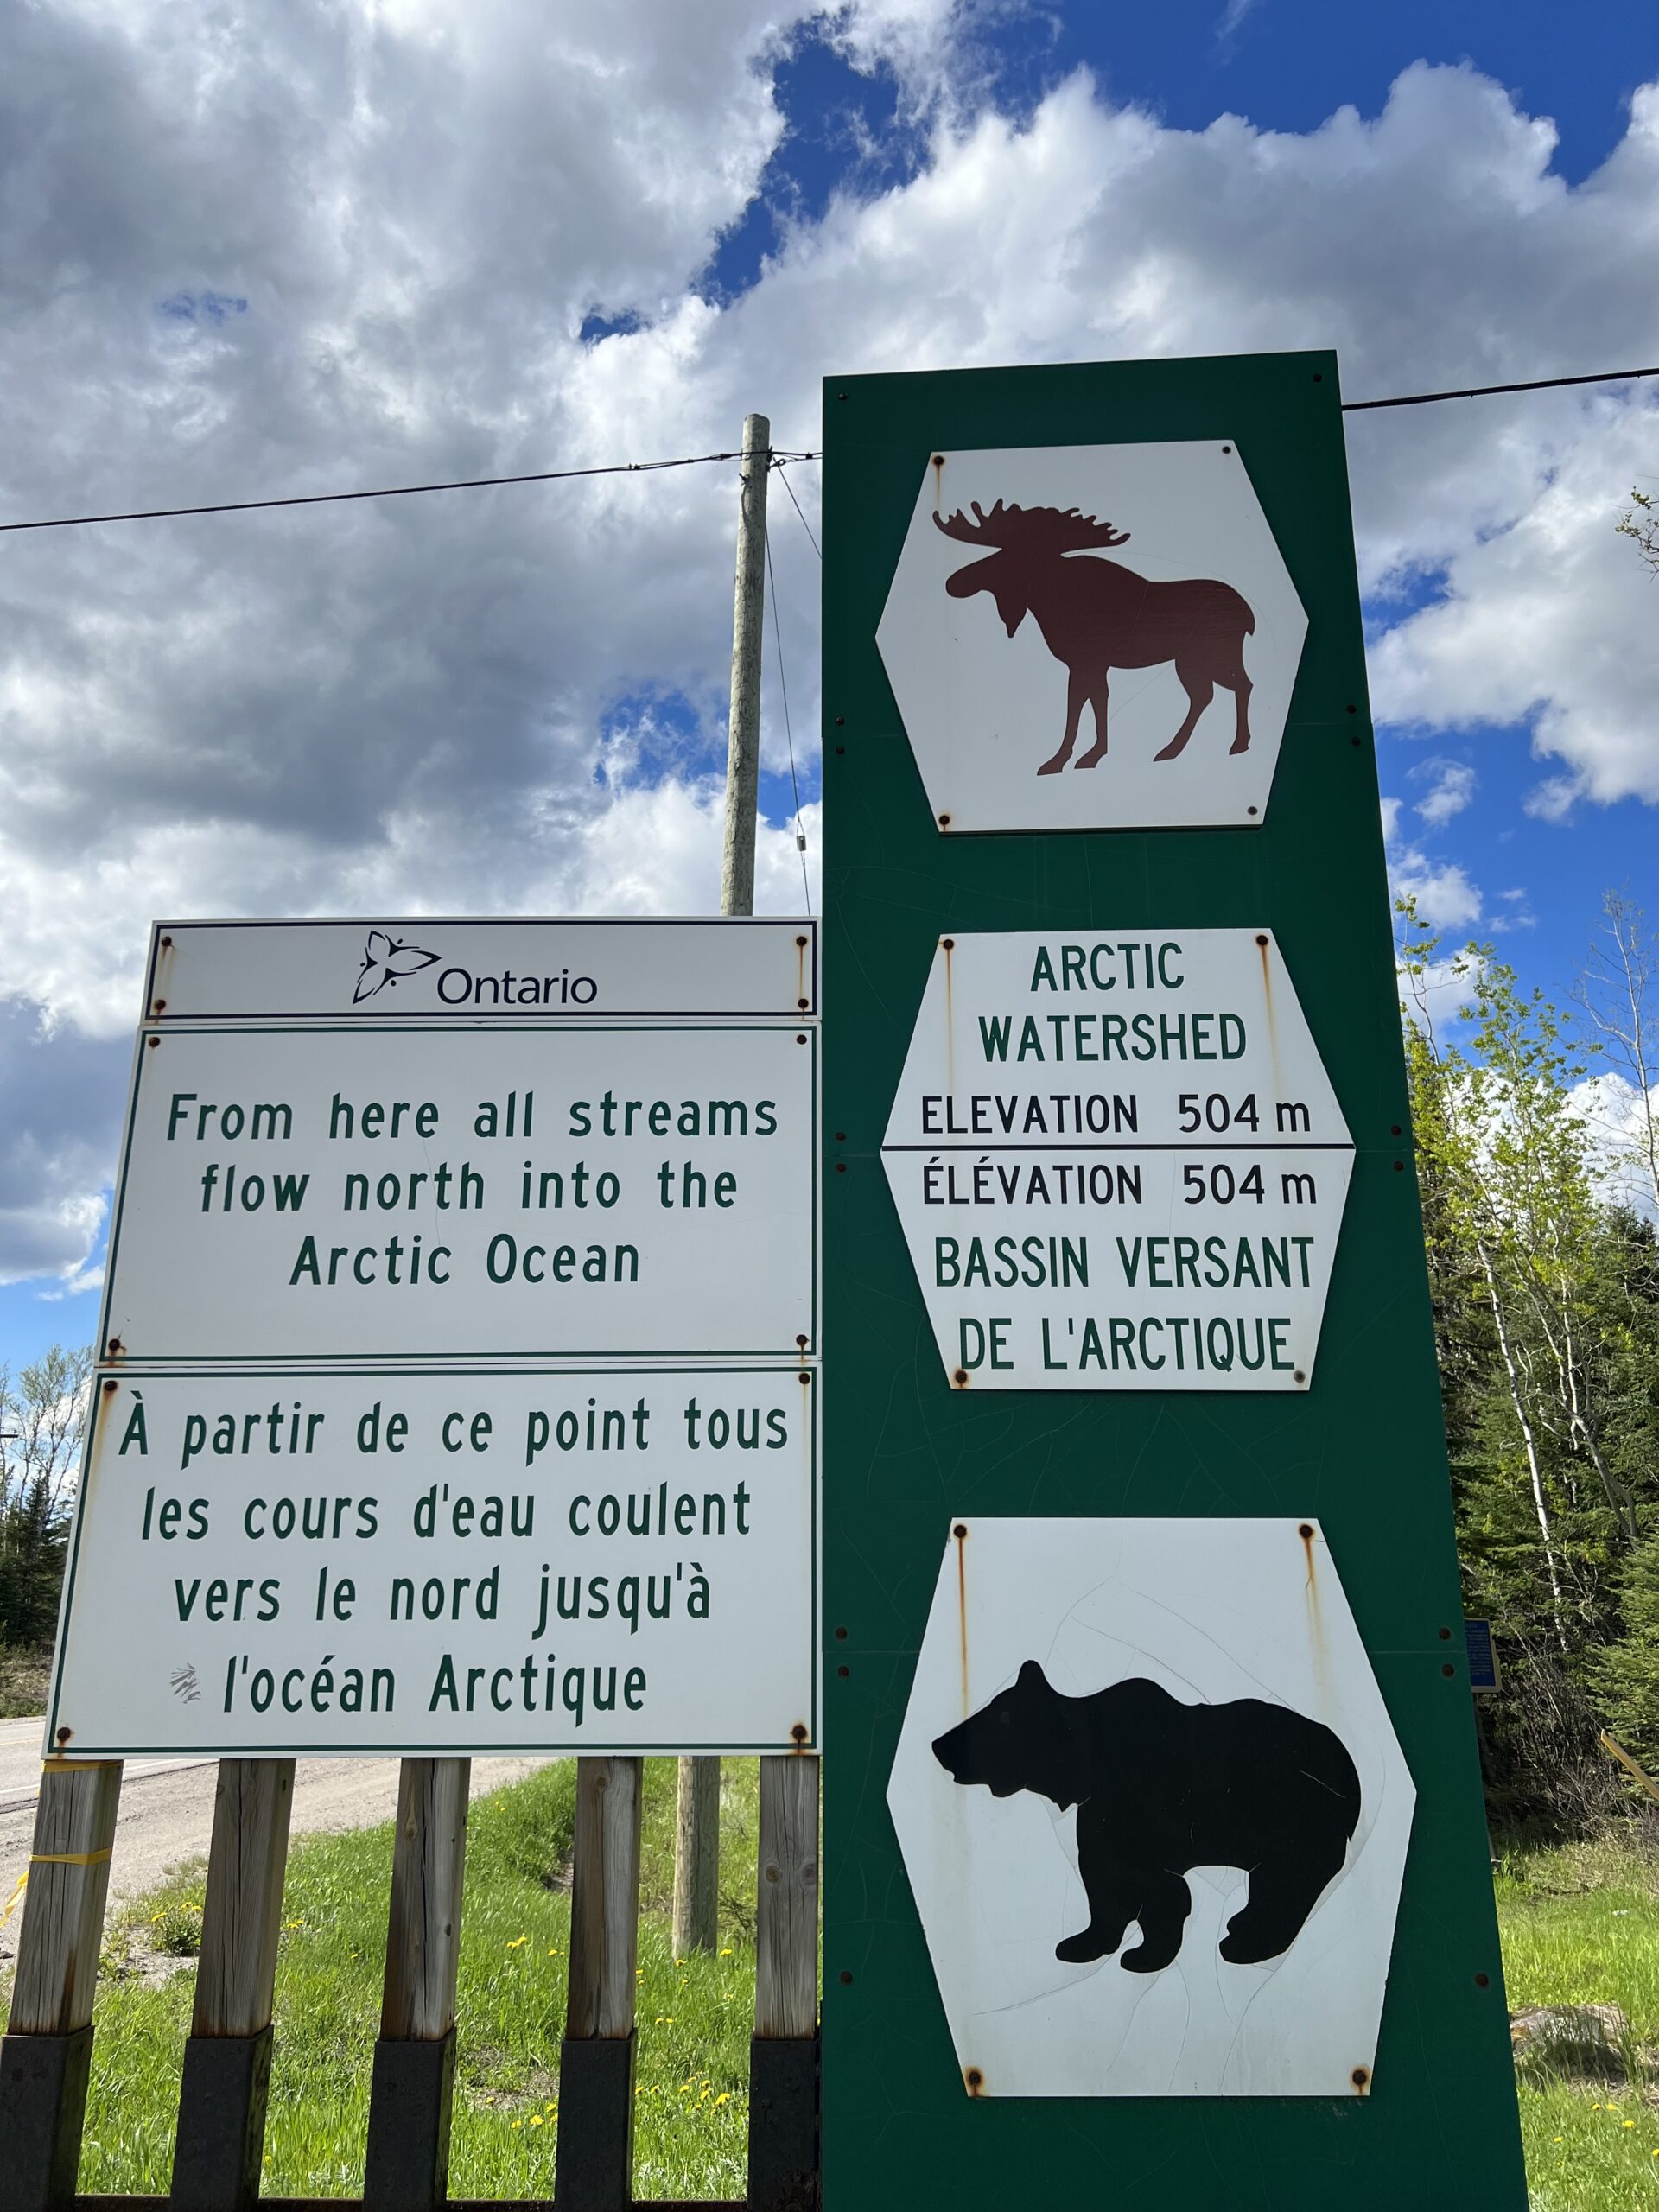 Ontario
From here all streams
flow north into the
Arctic Ocean
À partir de ce point tous
les cours d'eau coulent
vers le nord jusqu'à
l'océan Arctique
ARCTIC
WATERSHED
ELEVATION 504 m
ÉLÉVATION 504 m
BASSIN VERSANT
DE L'ARCTIQUE